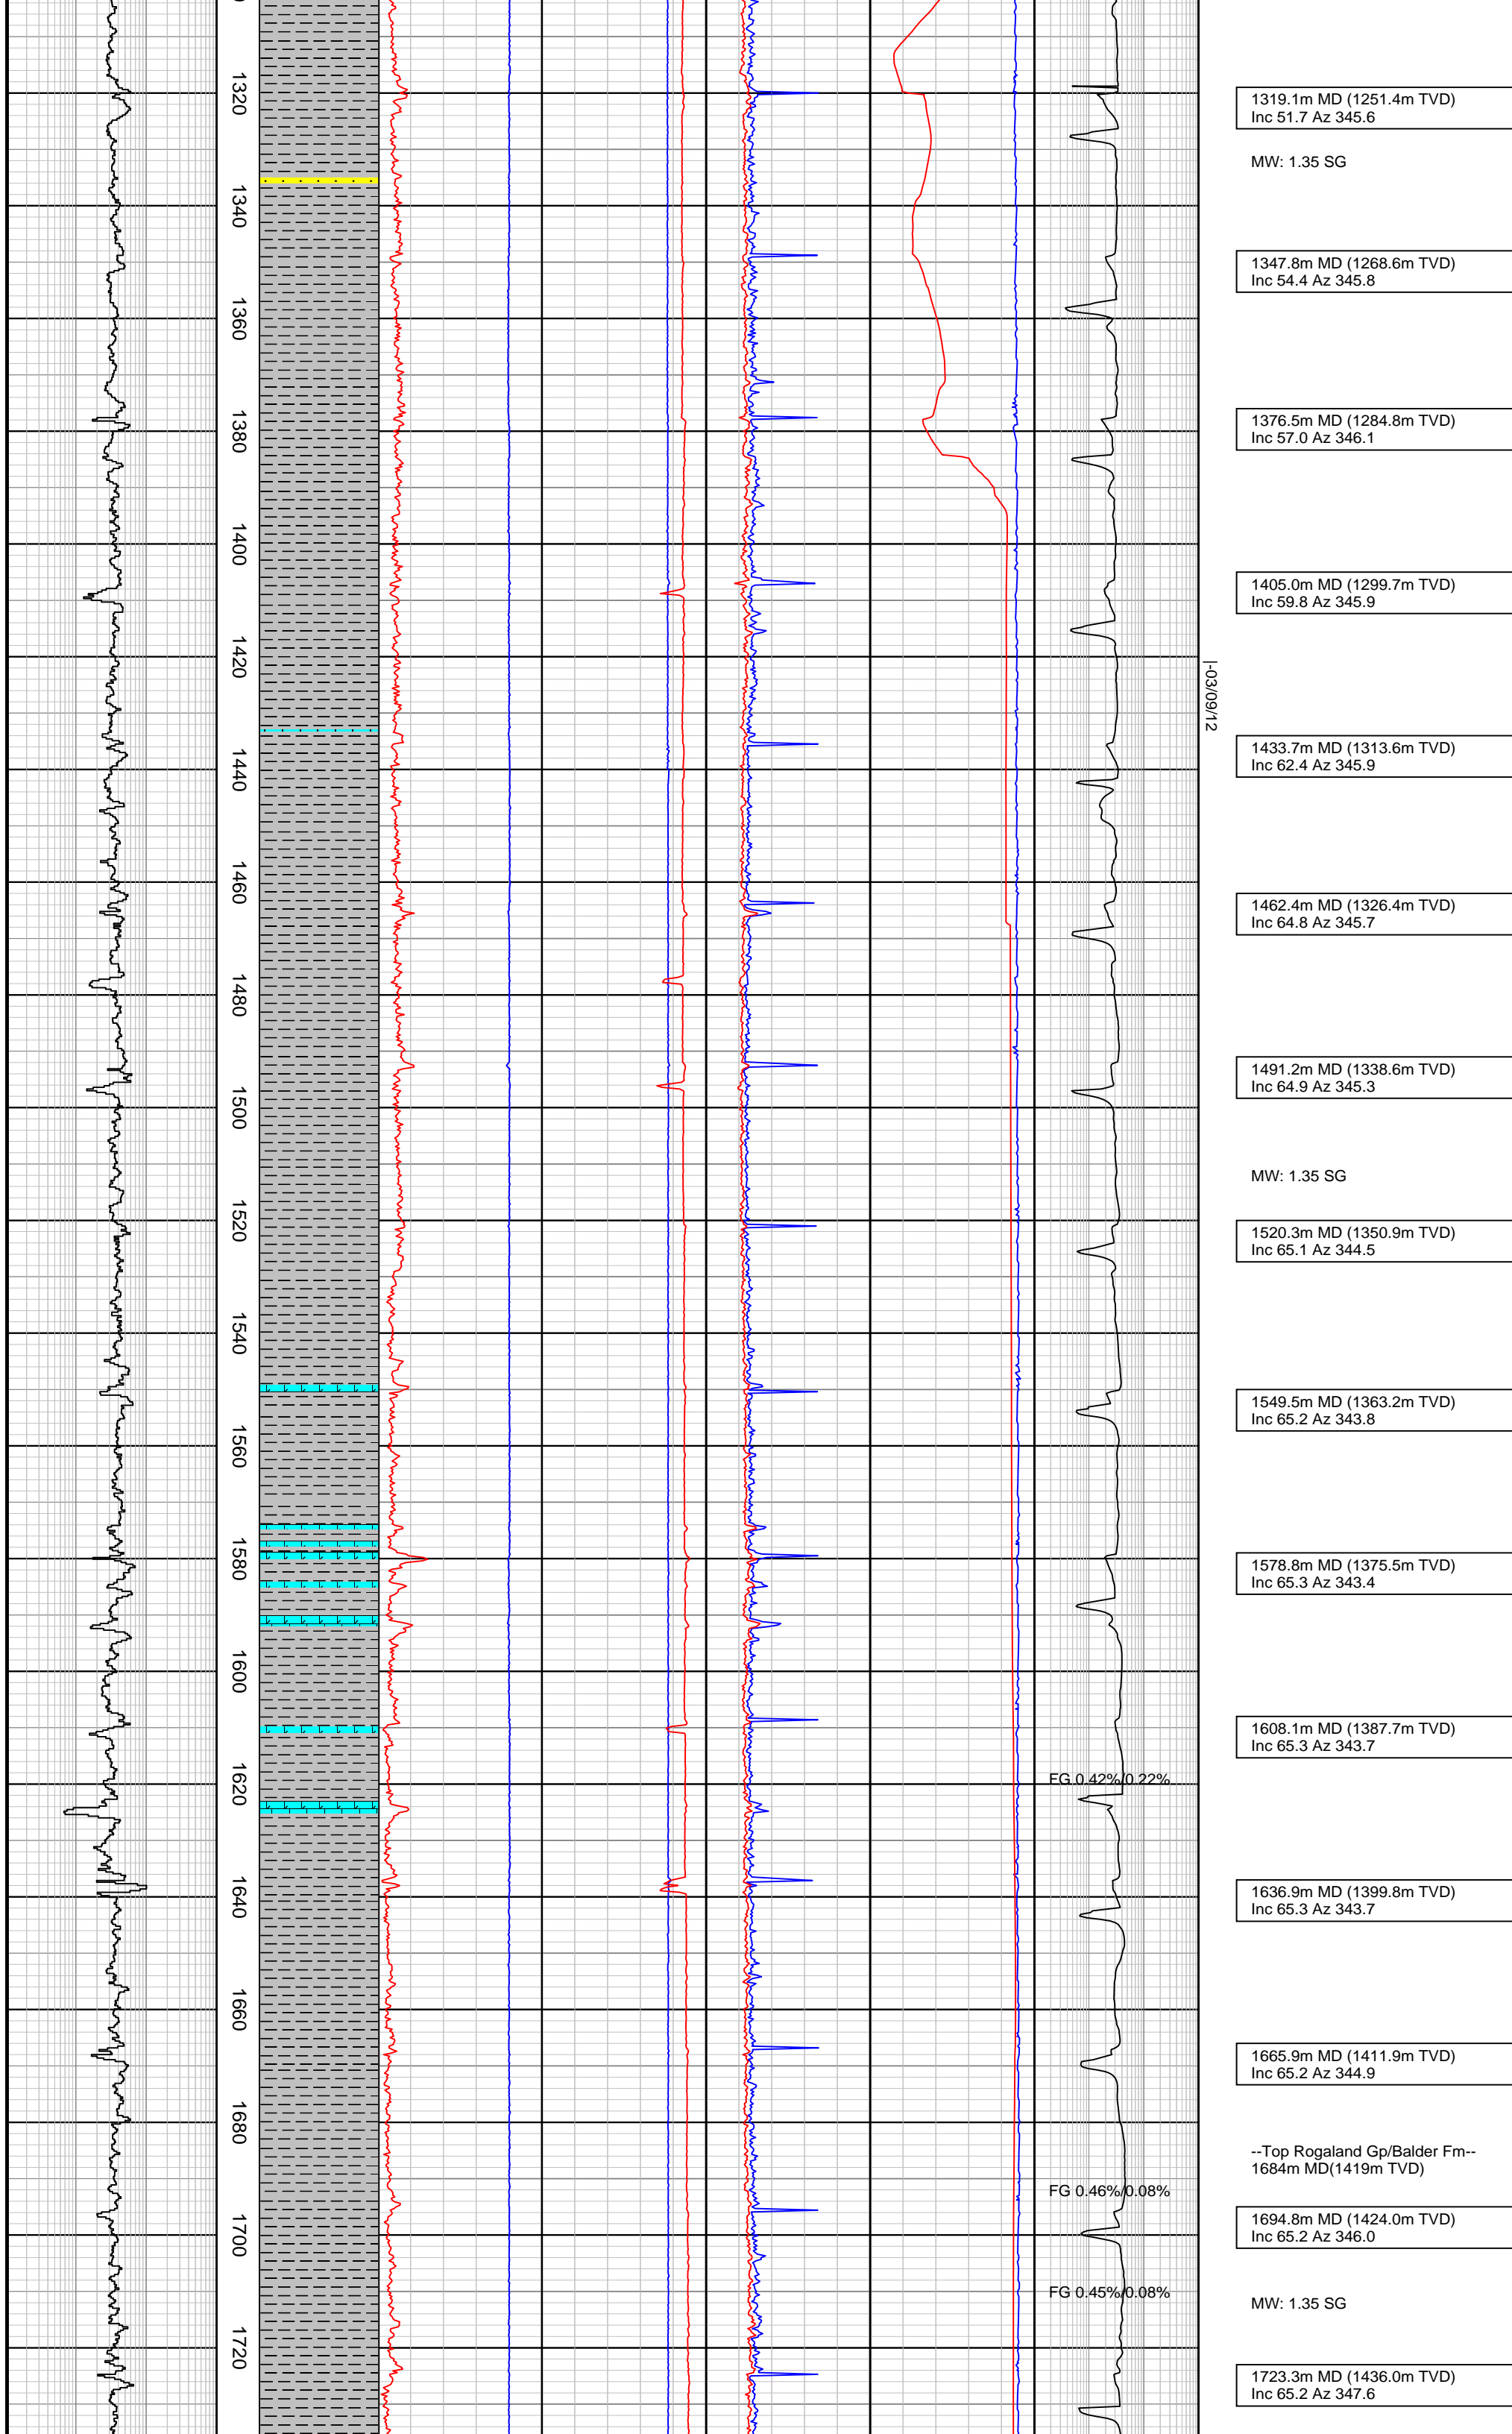 1320
1319.1m MD (1251.4m TVD)
Inc 51.7 Az 345.6
MW: 1.35 SG
1340
1347.8m MD (1268.6m TVD)
Inc 54.4 Az 345.8
1360
1376.5m MD (1284.8m TVD)
Inc 57.0 Az 346.1
1380
1400
1405.0m MD (1299.7m TVD)
Inc 59.8 Az 345.9
1420
|-03/09/12
1433.7m MD (1313.6m TVD)
Inc 62.4 Az 345.9
1440
1460
1462.4m MD (1326.4m TVD)
Inc 64.8 Az 345.7
1480
1491.2m MD (1338.6m TVD)
Inc 64.9 Az 345.3
1500
MW: 1.35 SG
1520
1520.3m MD (1350.9m TVD)
Inc 65.1 Az 344.5
1540
1549.5m MD (1363.2m TVD)
Inc 65.2 Az 343.8
1560
1580
1578.8m MD (1375.5m TVD)
Inc 65.3 Az 343.4
1600
1608.1m MD (1387.7m TVD)
Inc 65.3 Az 343.7
1620
FG 0.42%/0.22%
1640
1636.9m MD (1399.8m TVD)
Inc 65.3 Az 343.7
1660
1665.9m MD (1411.9m TVD)
Inc 65.2 Az 344.9
1680
--Top Rogaland Gp/Balder Fm--
1684m MD(1419m TVD)
FG 0.46%/0.08%
1694.8m MD (1424.0m TVD)
Inc 65.2 Az 346.0
1700
FG 0.45%/0.08%
MW: 1.35 SG
1720
1723.3m MD (1436.0m TVD)
Inc 65.2 Az 347.6